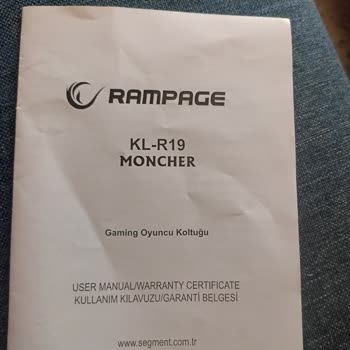 RAMPAGE
KL-R19
MONCHER
Gaming Oyuncu Koltuğu
USER MANUAL/WARRANTY CERTIFICATE
KULLANIM KILAVUZU/GARANTİ BELGESİ
www.segment.com.tr